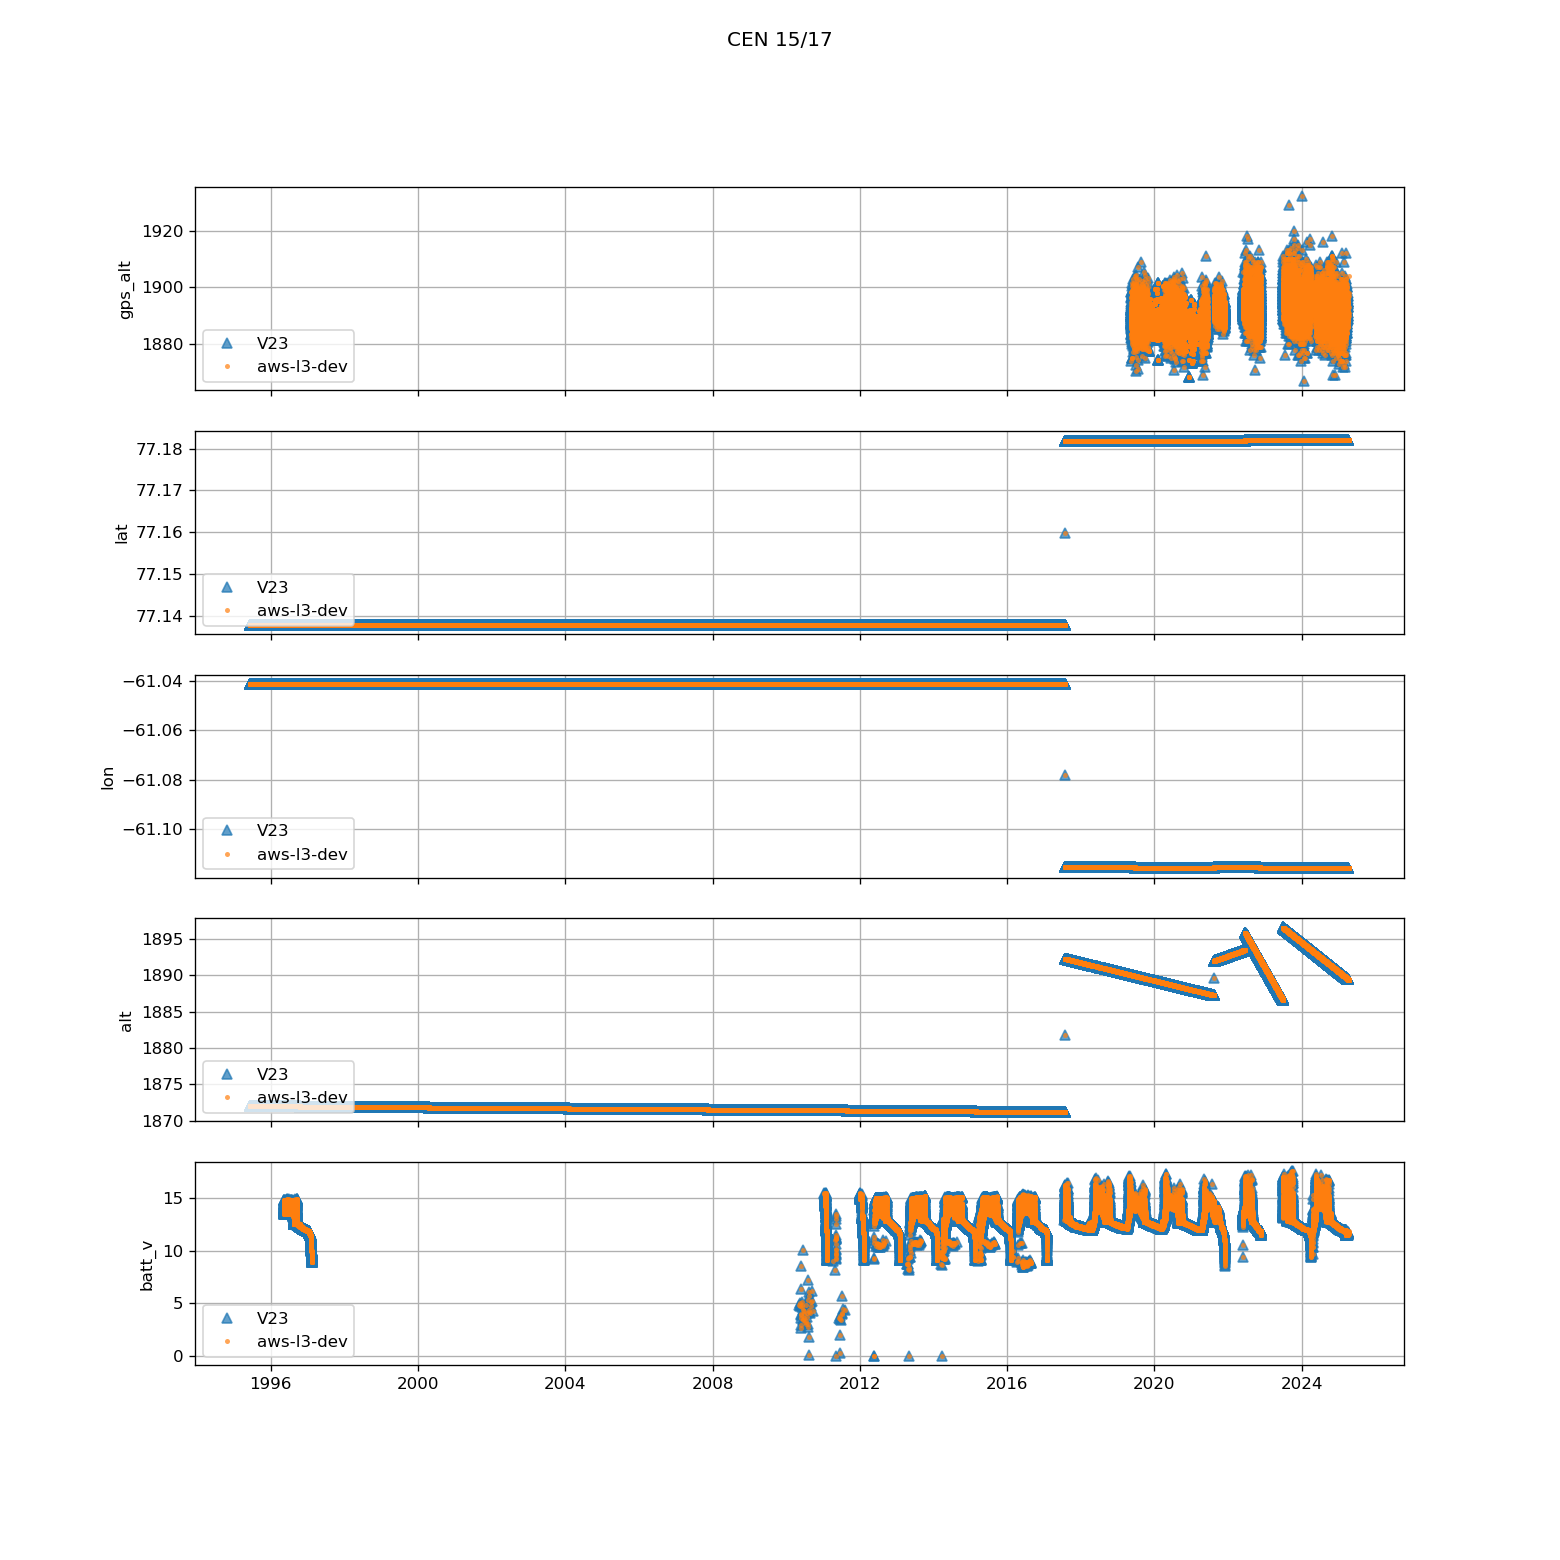 CEN 15/17
1920
1900
1880
gps_alt
V23
aws-l3-dev
77.18
77.17
77.16
77.15
77.14
lat
V23
aws-l3-dev
−61.04
−61.06
−61.08
−61.10
lon
V23
aws-l3-dev
1895
1890
1885
1880
1875
1870
alt
V23
aws-l3-dev
15
10
5
0
batt_v
V23
aws-l3-dev
1996 2000 2004 2008 2012 2016 2020 2024